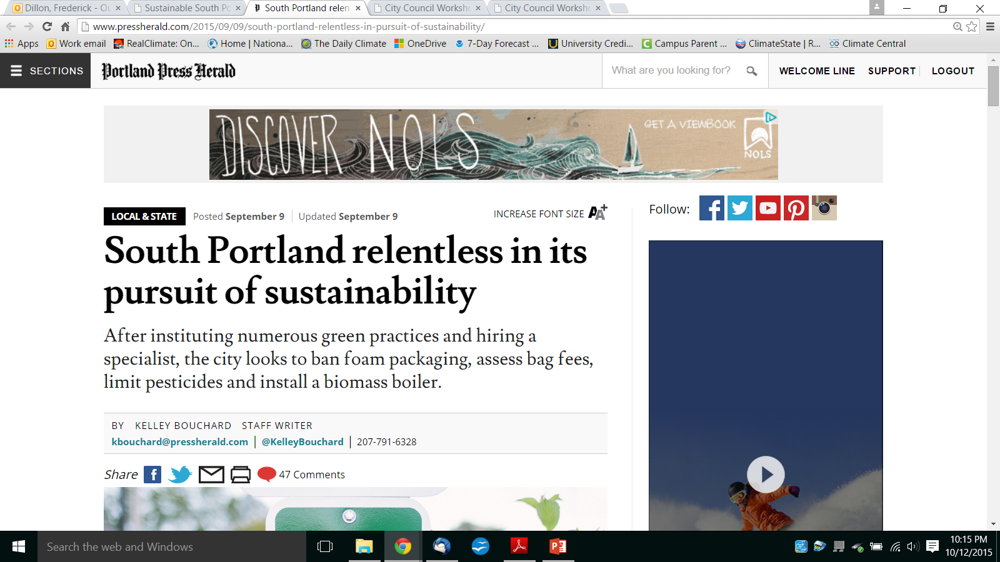 Dillon, Frederick - Ou
Sustainable South Po
South Portland relen
City Council Worksho
City Council Worksho
www.pressherald.com/2015/09/09/south-portland-relentless-in-pursuit-of-sustainability/
Apps Work email RealClimate: On... Home | Nationa... The Daily Climate OneDrive 7-Day Forecast ... University Credi... Campus Parent ... ClimateState | R... Climate Central
SECTIONS Portland Press Herald What are you looking for? WELCOME LINE SUPPORT LOGOUT
DISCOVER NOLS GET A VIEWBOOK
NOLS
LOCAL & STATE Posted September 9 Updated September 9 INCREASE FONT SIZE AA+
Follow:
South Portland relentless in its
pursuit of sustainability
After instituting numerous green practices and hiring a
specialist, the city looks to ban foam packaging, assess bag fees,
limit pesticides and install a biomass boiler.
BY KELLEY BOUCHARD STAFF WRITER
kbouchard@pressherald.com | @KelleyBouchard | 207-791-6328
Share 47 Comments
Search the web and Windows
10:15 PM
10/12/2015